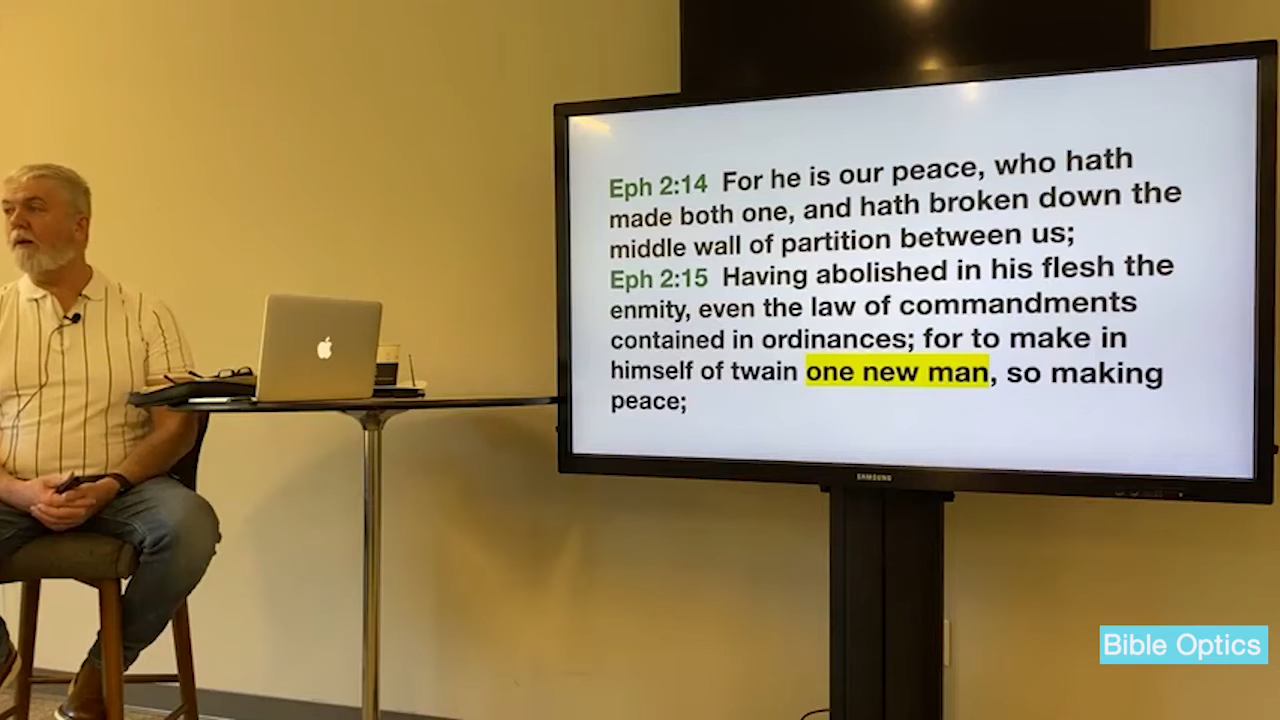 Eph 2:14 For he is our peace, who hath
made both one, and hath broken down the
middle wall of partition between us;
Eph 2:15 Having abolished in his flesh the
enmity, even the law of commandments
contained in ordinances; for to make in
himself of twain one new man, so making
peace;
SAMSUNG
Bible Optics